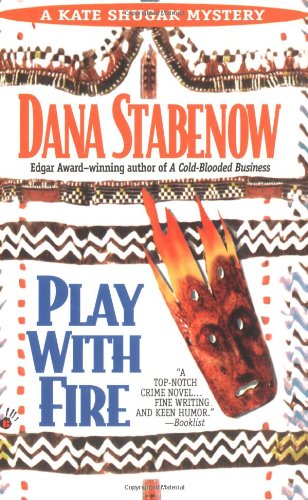 A KATE SHUGAK MYSTERY
DANA STABENOW
Edgar Award–winning author of A Cold-Blooded Business
PLAY
WITH
FIRE
"A
TOP-NOTCH
CRIME NOVEL...
FINE WRITING
AND KEEN HUMOR."
—Booklist